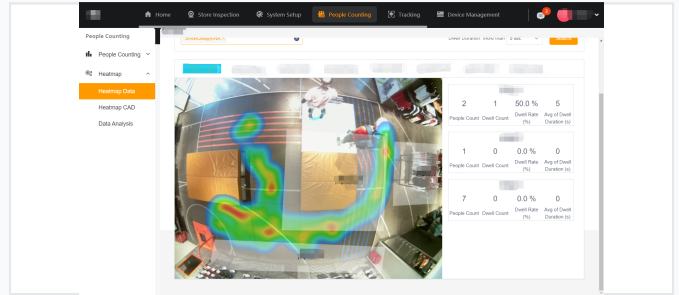 Home Store Inspection System Setup People Counting Tracking Device Management
People Counting
People Counting
Heatmap
Heatmap Data
Heatmap CAD
Data Analysis
Dwell Duration more than
2 1 50.0 % 5
People Count Dwell Count Dwell Rate (%) Avg of Dwell Duration (s)
1 0 0.0 % 0
People Count Dwell Count Dwell Rate (%) Avg of Dwell Duration (s)
7 0 0.0 % 0
People Count Dwell Count Dwell Rate (%) Avg of Dwell Duration (s)